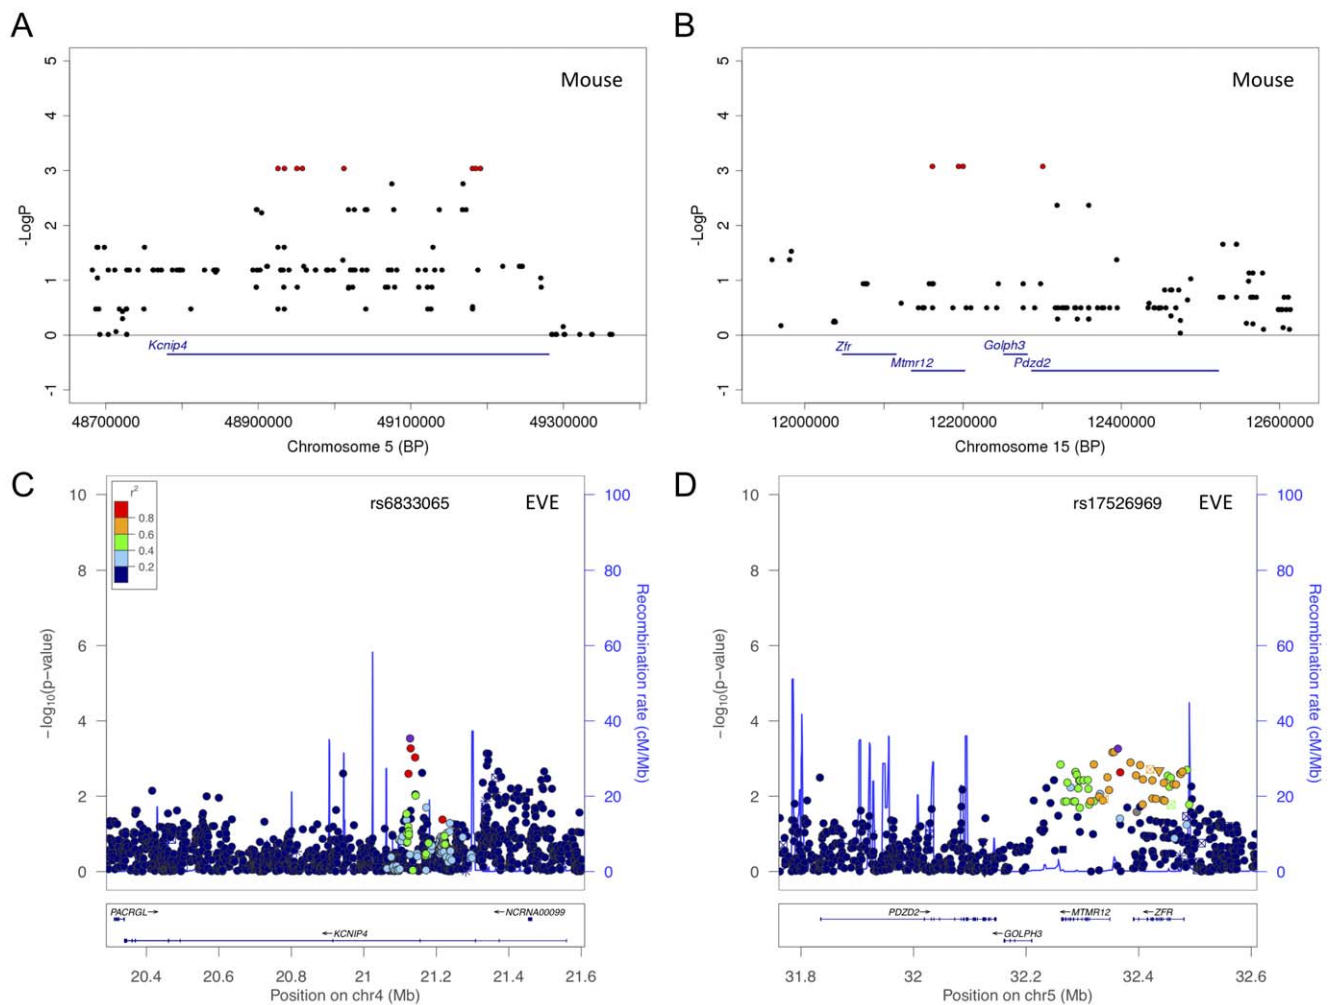 A
Mouse
5
4
3
2
1
0
-1
-LogP
Kcnip4
48700000 48900000 49100000 49300000
Chromosome 5 (BP)
B
Mouse
5
4
3
2
1
0
-1
-LogP
Zfr
Mtmr12
Golph3
Pdzd2
12000000 12200000 12400000 12600000
Chromosome 15 (BP)
C
rs6833065 EVE
r2
0.8
0.6
0.4
0.2
10
8
6
4
2
0
−log10(p−value)
100
80
60
40
20
0
Recombination rate (cM/Mb)
PACRGL→
←NCRNA00099
←KCNIP4
20.4 20.6 20.8 21 21.2 21.4 21.6
Position on chr4 (Mb)
D
rs17526969 EVE
10
8
6
4
2
0
−log10(p−value)
100
80
60
40
20
0
Recombination rate (cM/Mb)
PDZD2→
←MTMR12
←ZFR
←GOLPH3
31.8 32 32.2 32.4 32.6
Position on chr5 (Mb)